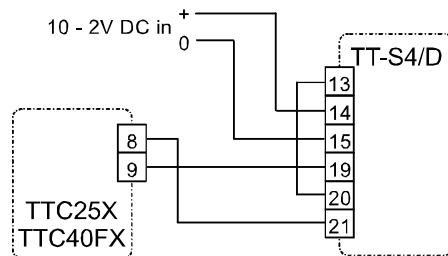 +
10 - 2V DC in
0
TT-S4/D
13
14
15
19
20
21
8
9
TTC25X
TTC40FX